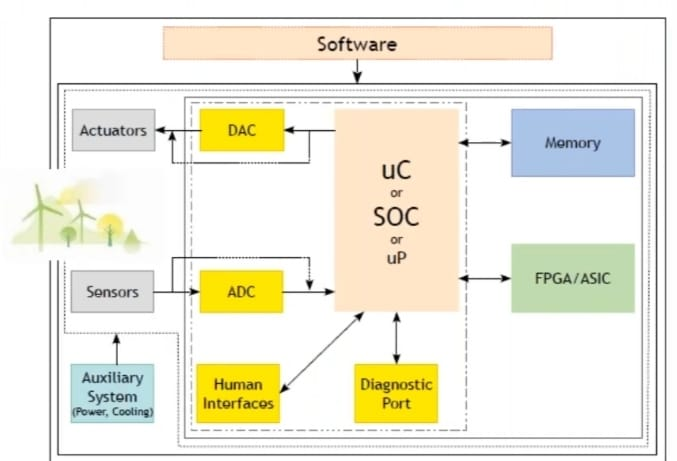 Software
Actuators
DAC
Memory
uC
or
SOC
or
uP
Sensors
ADC
FPGA/ASIC
Auxiliary
System
(Power, Cooling)
Human
Interfaces
Diagnostic
Port